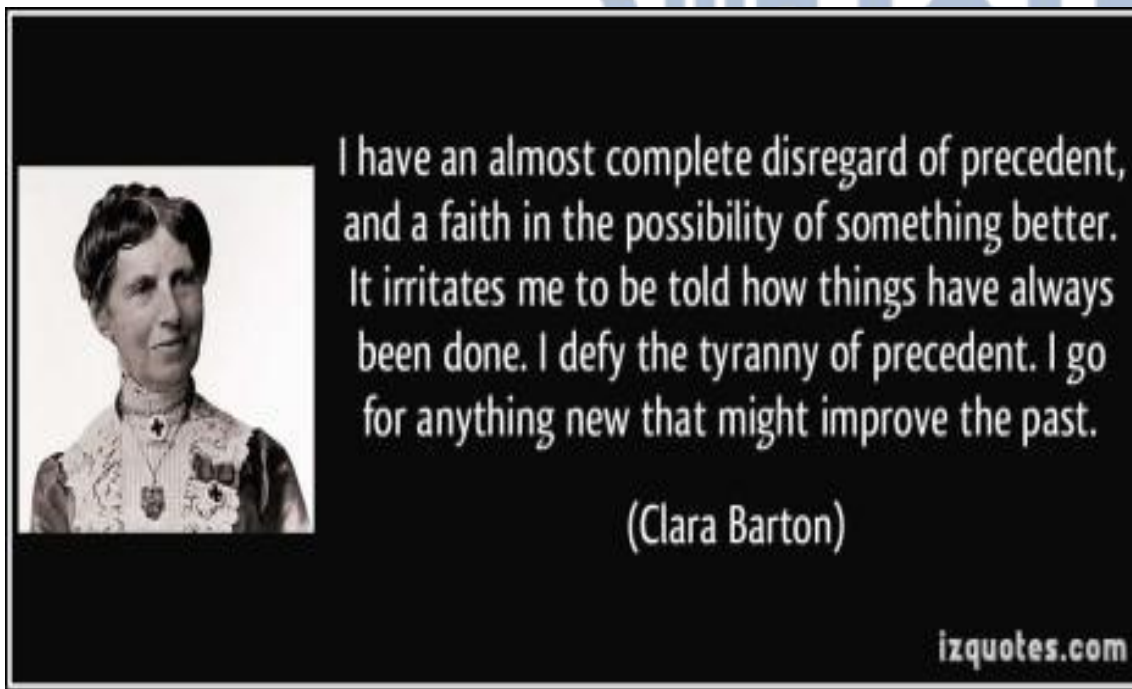 I have an almost complete disregard of precedent,
and a faith in the possibility of something better.
It irritates me to be told how things have always
been done. I defy the tyranny of precedent. I go
for anything new that might improve the past.
(Clara Barton)
izquotes.com